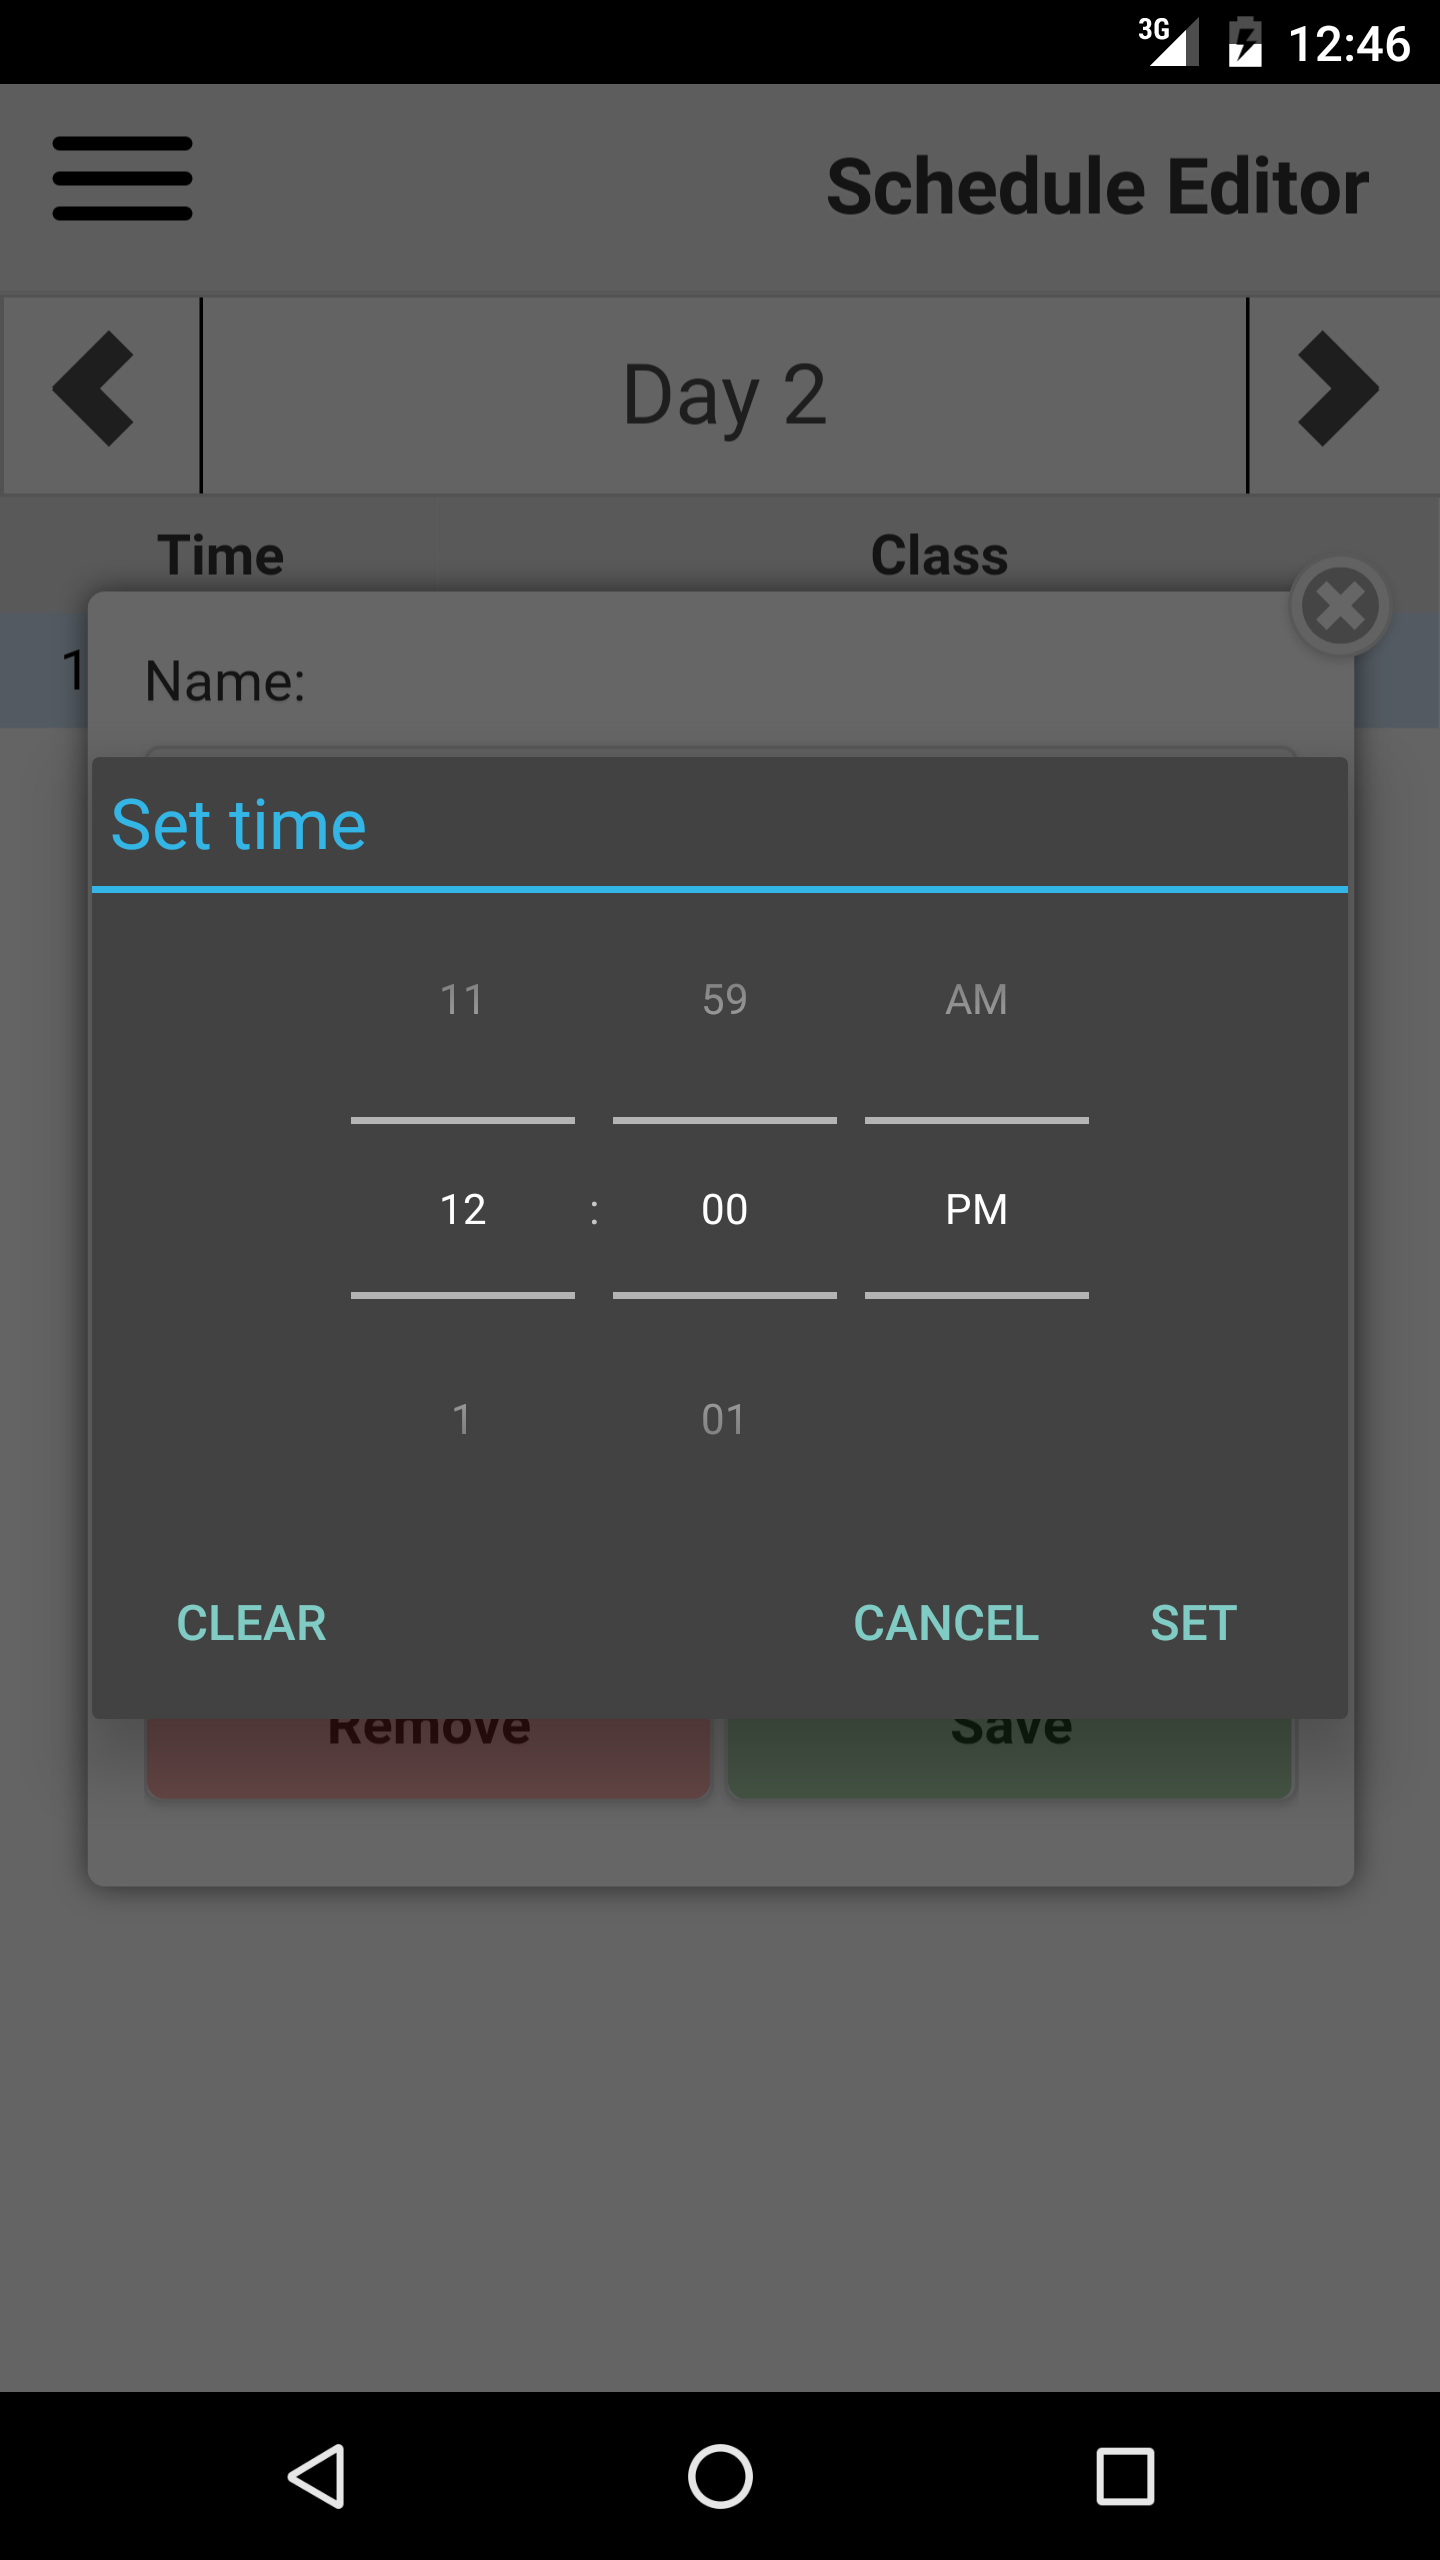 3G 12:46
Schedule Editor
Day 2
Time Class
1
Name:
Set time
11 59 AM
12 : 00 PM
1 01
CLEAR CANCEL SET
Remove Save